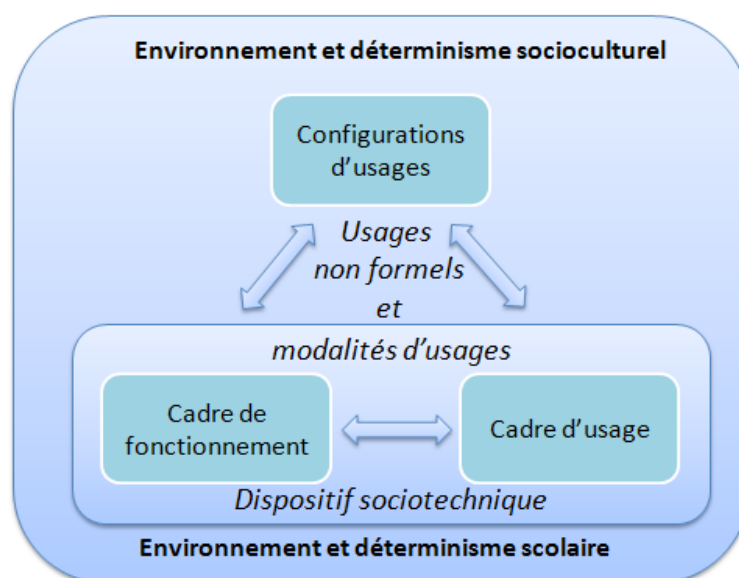 Environnement et déterminisme socioculturel
Configurations
d’usages
Usages
non formels
et
modalités d’usages
Cadre de
fonctionnement
Cadre d’usage
Dispositif sociotechnique
Environnement et déterminisme scolaire